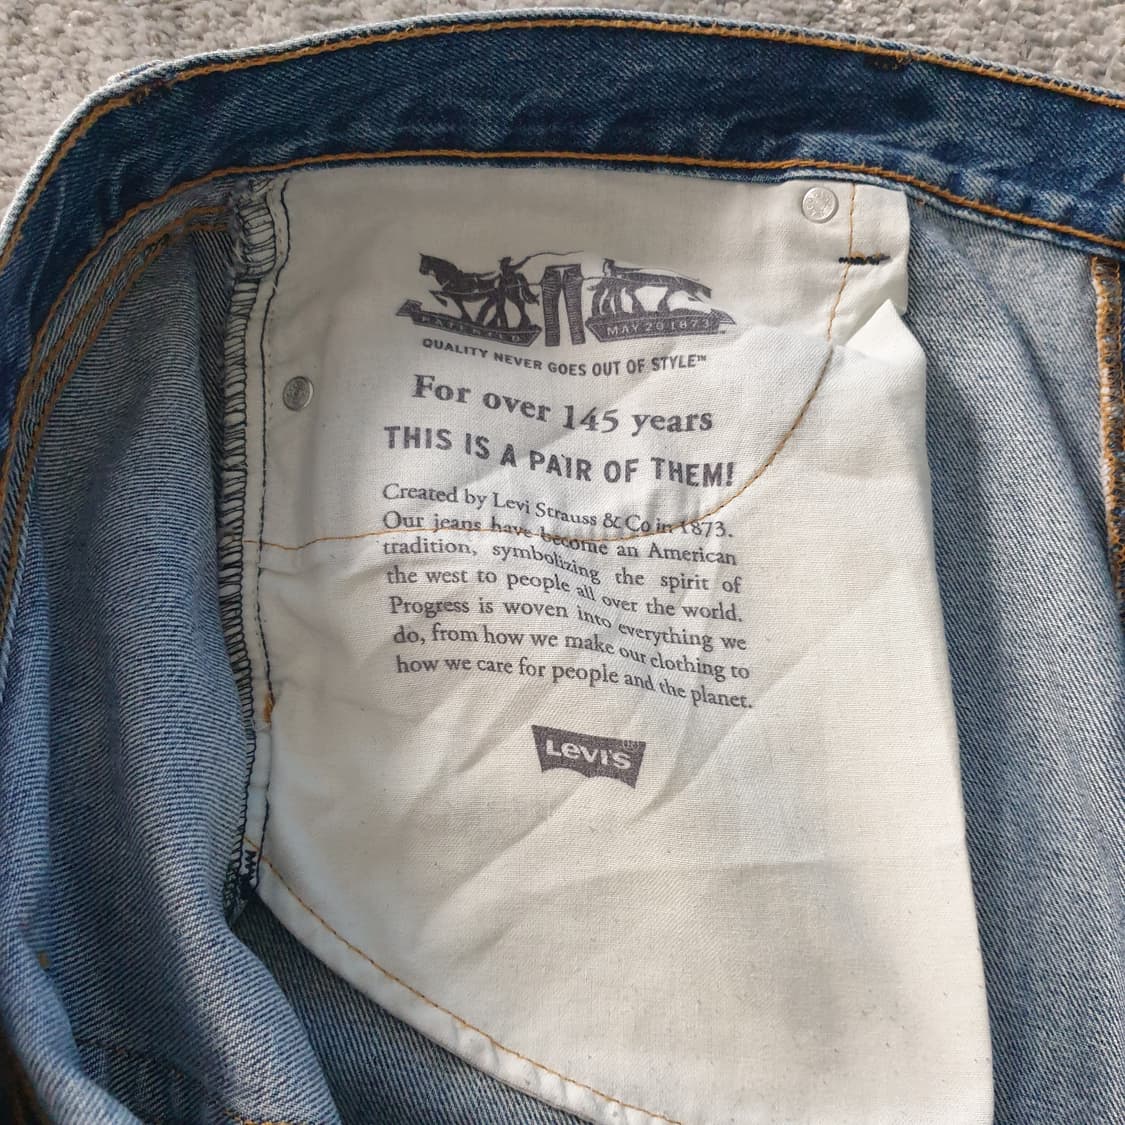 PATENTED
MAY 20 1873
QUALITY NEVER GOES OUT OF STYLE™
For over 145 years
THIS IS A PAIR OF THEM!
Created by Levi Strauss & Co in 1873.
Our jeans have become an American
tradition, symbolizing the spirit of
the west to people all over the world.
Progress is woven into everything we
do, from how we make our clothing to
how we care for people and the planet.
LEVI'S